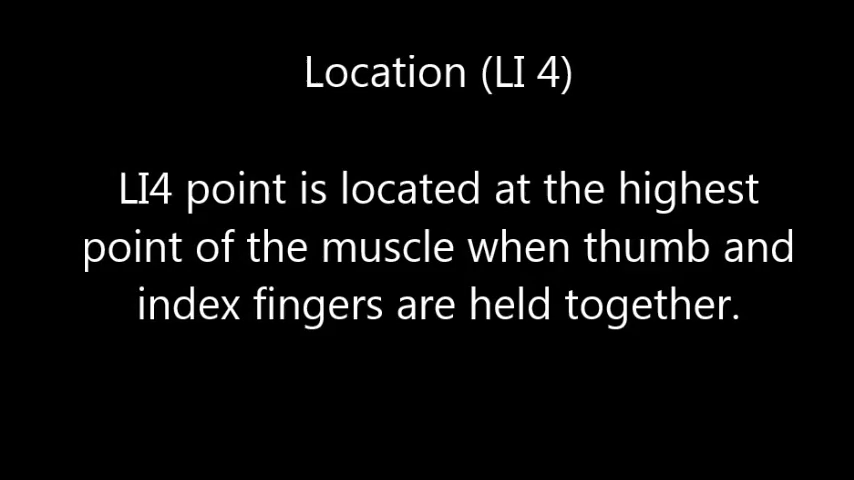 Location (LI 4)
LI4 point is located at the highest
point of the muscle when thumb and
index fingers are held together.